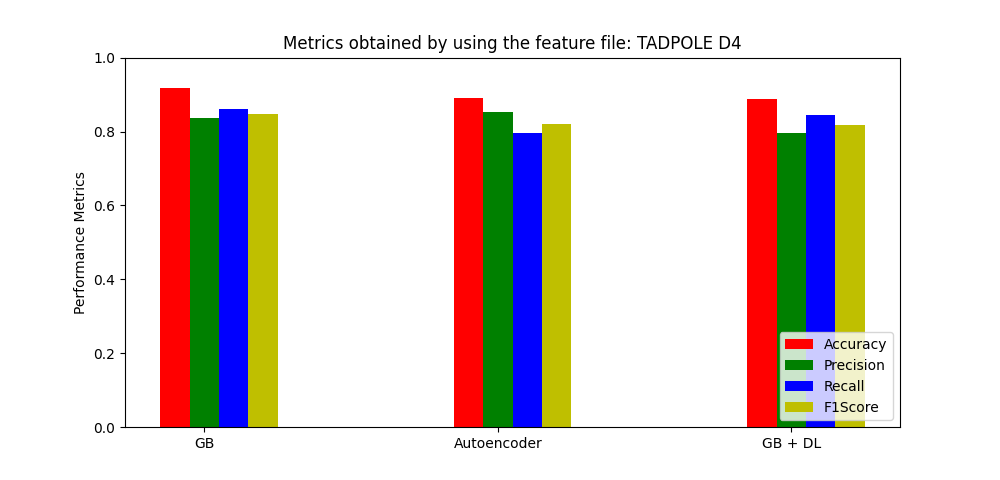 Metrics obtained by using the feature file: TADPOLE D4
Performance Metrics
1.0
0.8
0.6
0.4
0.2
0.0
GB
Autoencoder
GB + DL
Accuracy
Precision
Recall
F1Score